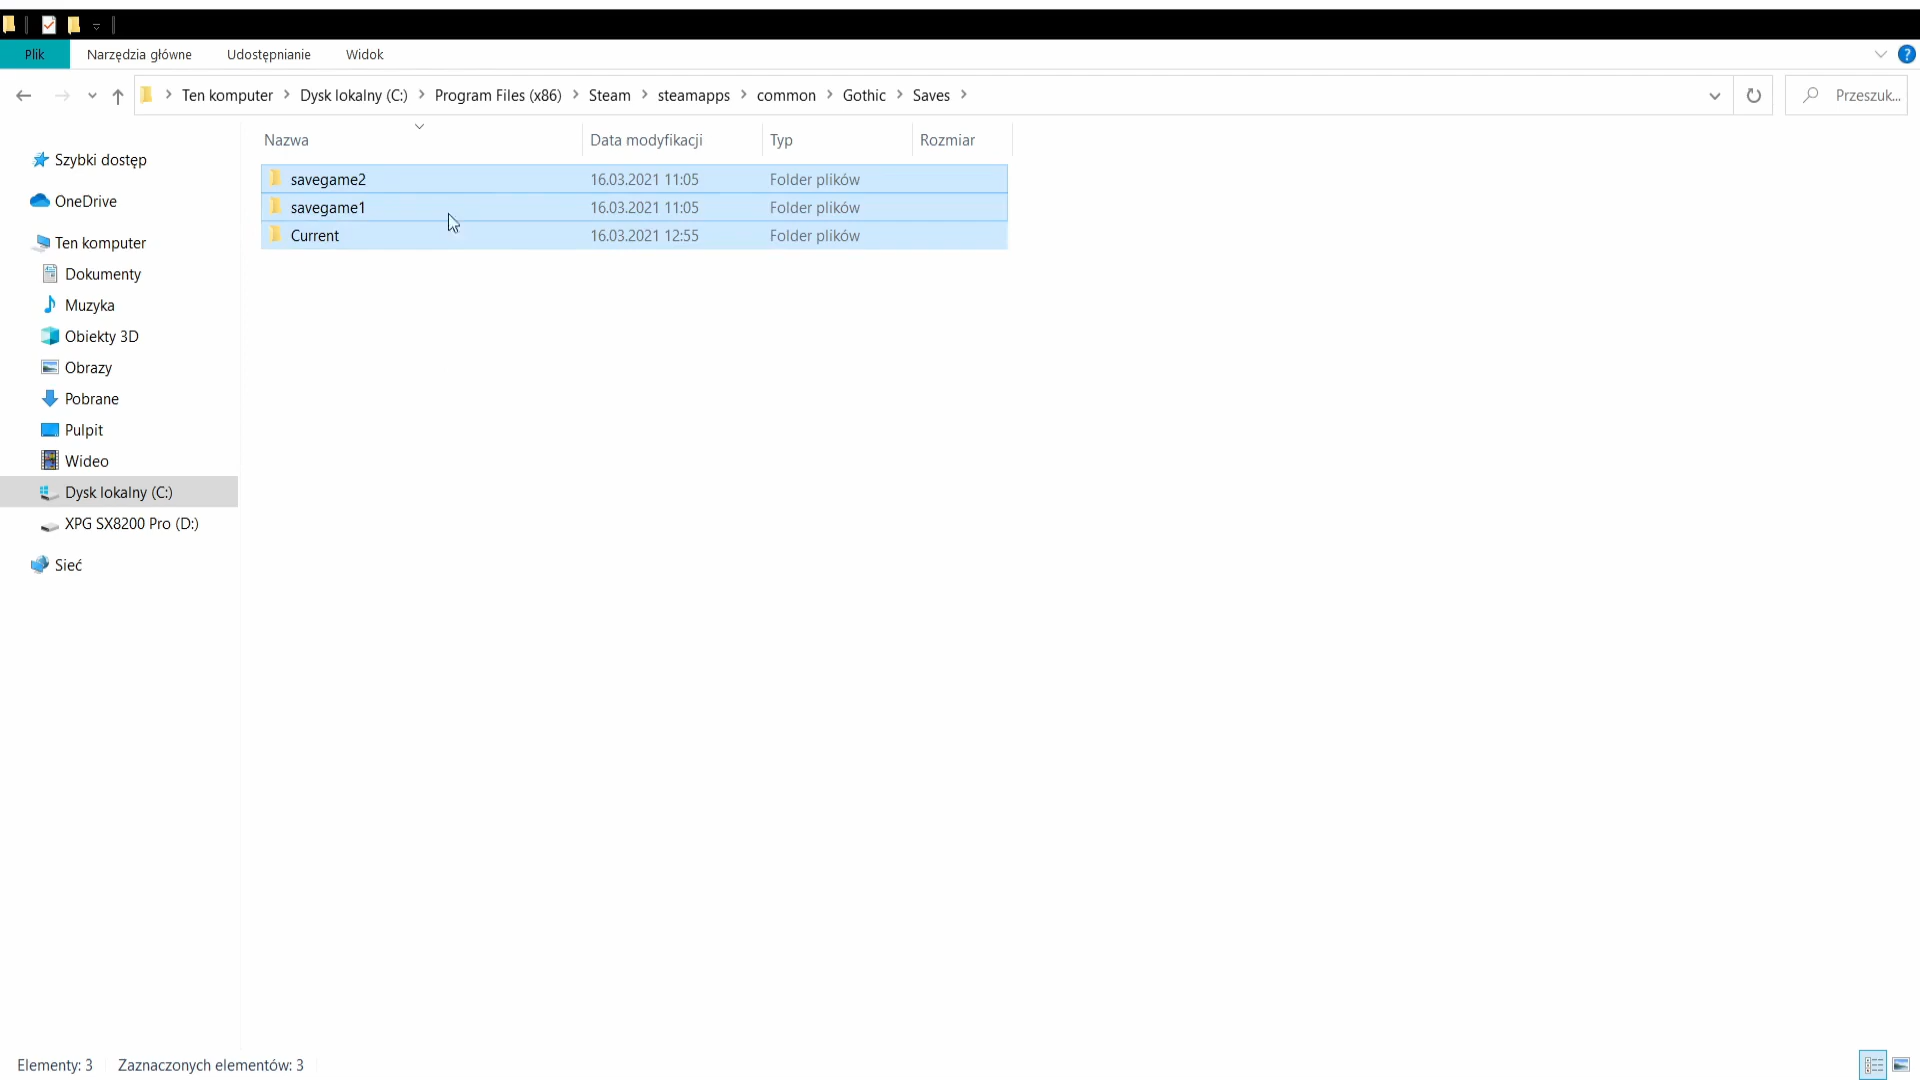 Plik Narzędzia główne Udostępnianie Widok ?
Ten komputer > Dysk lokalny (C:) > Program Files (x86) > Steam > steamapps > common > Gothic > Saves > Przeszuk...
Nazwa Data modyfikacji Typ Rozmiar
savegame2 16.03.2021 11:05 Folder plików
savegame1 16.03.2021 11:05 Folder plików
Current 16.03.2021 12:55 Folder plików
Szybki dostęp
OneDrive
Ten komputer
Dokumenty
Muzyka
Obiekty 3D
Obrazy
Pobrane
Pulpit
Wideo
Dysk lokalny (C:)
XPG SX8200 Pro (D:)
Sieć
Elementy: 3 Zaznaczonych elementów: 3